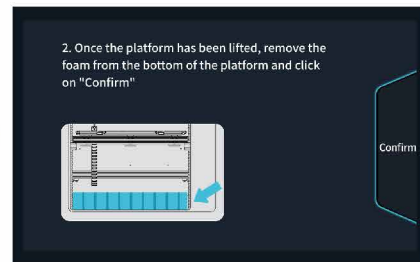 2. Once the platform has been lifted, remove the
foam from the bottom of the platform and click
on "Confirm"
Confirm